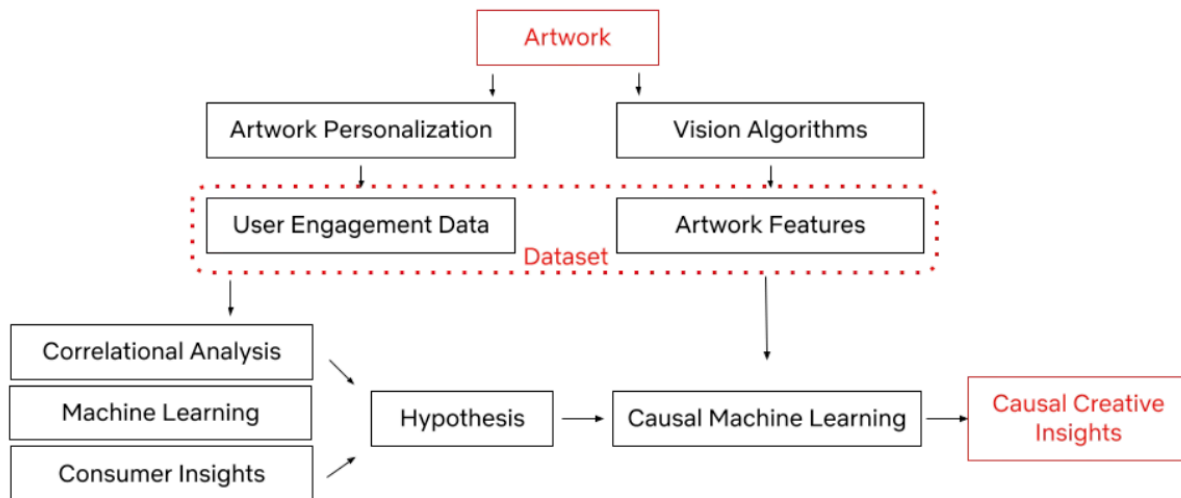 Artwork
Artwork Personalization
Vision Algorithms
User Engagement Data
Artwork Features
Dataset
Correlational Analysis
Machine Learning
Consumer Insights
Hypothesis
Causal Machine Learning
Causal Creative
Insights